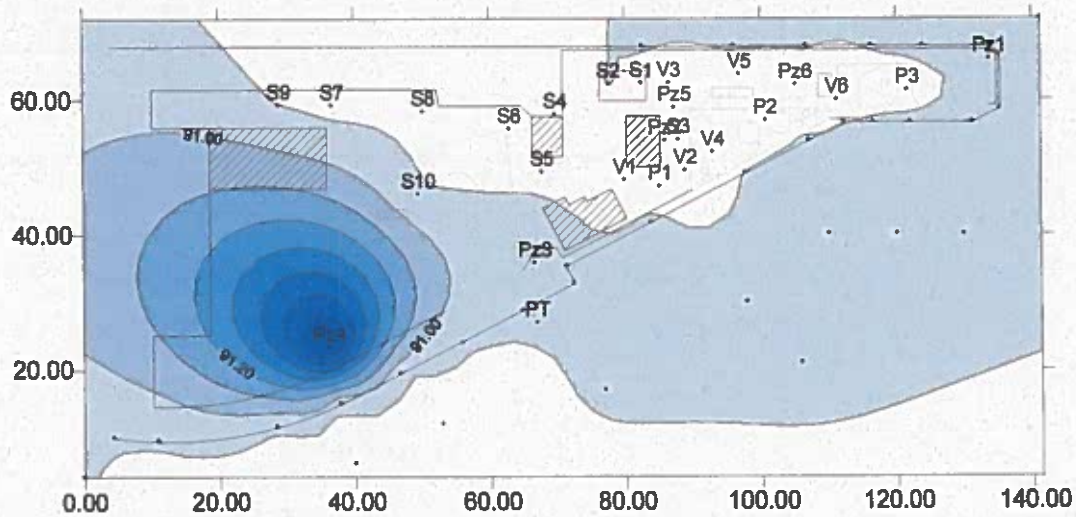 Pz1
V5
S2 S1 V3 Pz6 V6 P3
60.00 S9 S7 S8 S6 S4 Pz5 P2
91.00 S3 V4
S5 V1 P1 V2
S10
40.00
Pz3
PT
91.00
91.20
20.00
0.00 20.00 40.00 60.00 80.00 100.00 120.00 140.00